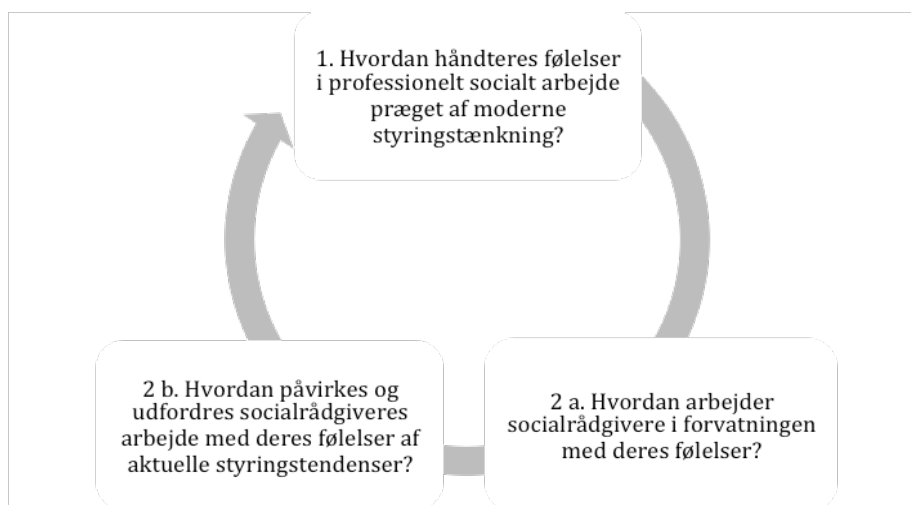 1. Hvordan håndteres følelser
i professionelt socialt arbejde
præget af moderne
styringstænkning?
2 a. Hvordan arbejder
socialrådgivere i forvatningen
med deres følelser?
2 b. Hvordan påvirkes og
udfordres socialrådgiveres
arbejde med deres følelser af
aktuelle styringstendenser?